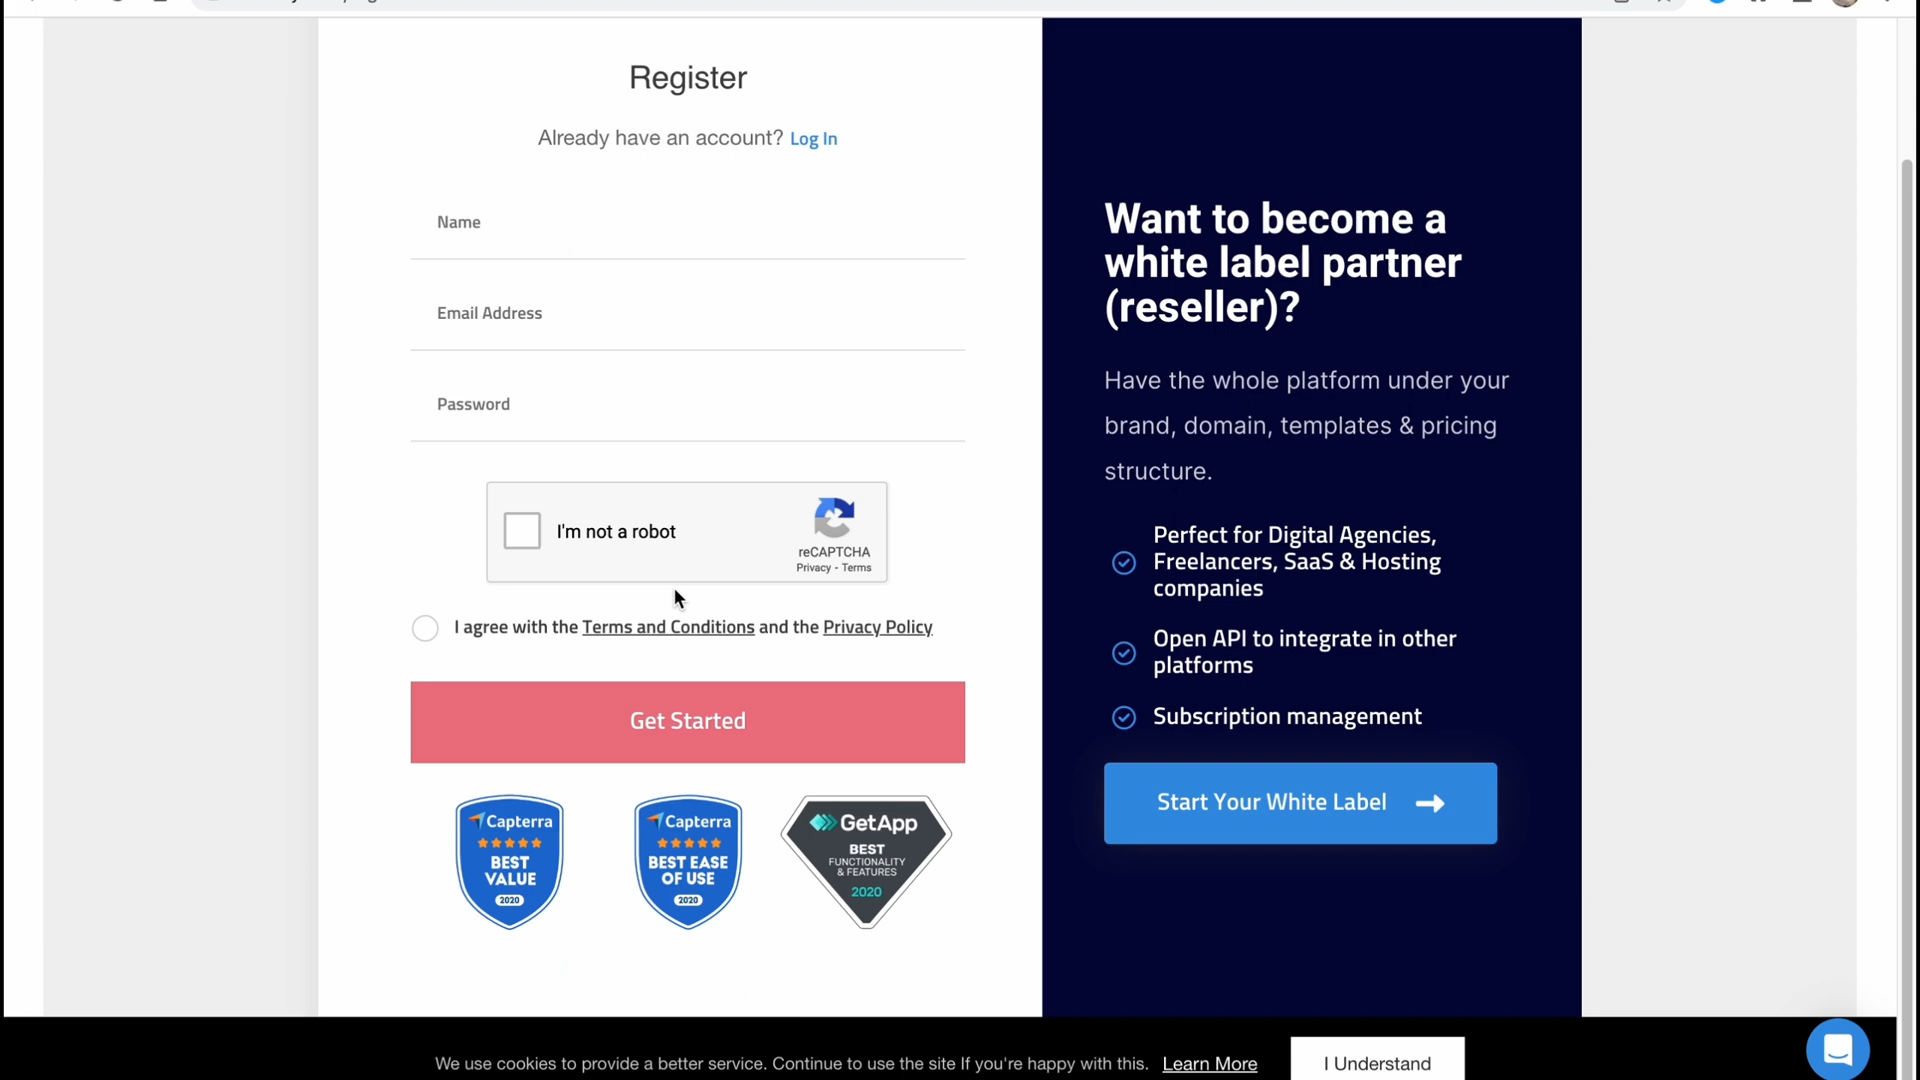 Register
Already have an account? Log In
Name
Email Address
Password
I'm not a robot
reCAPTCHA
Privacy - Terms
I agree with the Terms and Conditions and the Privacy Policy
Get Started
Capterra
BEST
VALUE
2020
Capterra
BEST EASE
OF USE
2020
GetApp
BEST
FUNCTIONALITY
& FEATURES
2020
Want to become a
white label partner
(reseller)?
Have the whole platform under your
brand, domain, templates & pricing
structure.
Perfect for Digital Agencies,
Freelancers, SaaS & Hosting
companies
Open API to integrate in other
platforms
Subscription management
Start Your White Label
We use cookies to provide a better service. Continue to use the site If you're happy with this. Learn More
I Understand